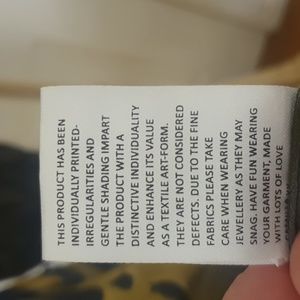 THIS PRODUCT HAS BEEN
INDIVIDUALLY PRINTED-
IRREGULARITIES AND
GENTLE SHADING IMPART
THE PRODUCT WITH A
DISTINCTIVE INDIVIDUALITY
AND ENHANCE ITS VALUE
AS A TEXTILE ART-FORM.
THEY ARE NOT CONSIDERED
DEFECTS. DUE TO THE FINE
FABRICS PLEASE TAKE
CARE WHEN WEARING
JEWELLERY AS THEY MAY
SNAG. HAVE FUN WEARING
YOUR GARMENT, MADE
WITH LOTS OF LOVE